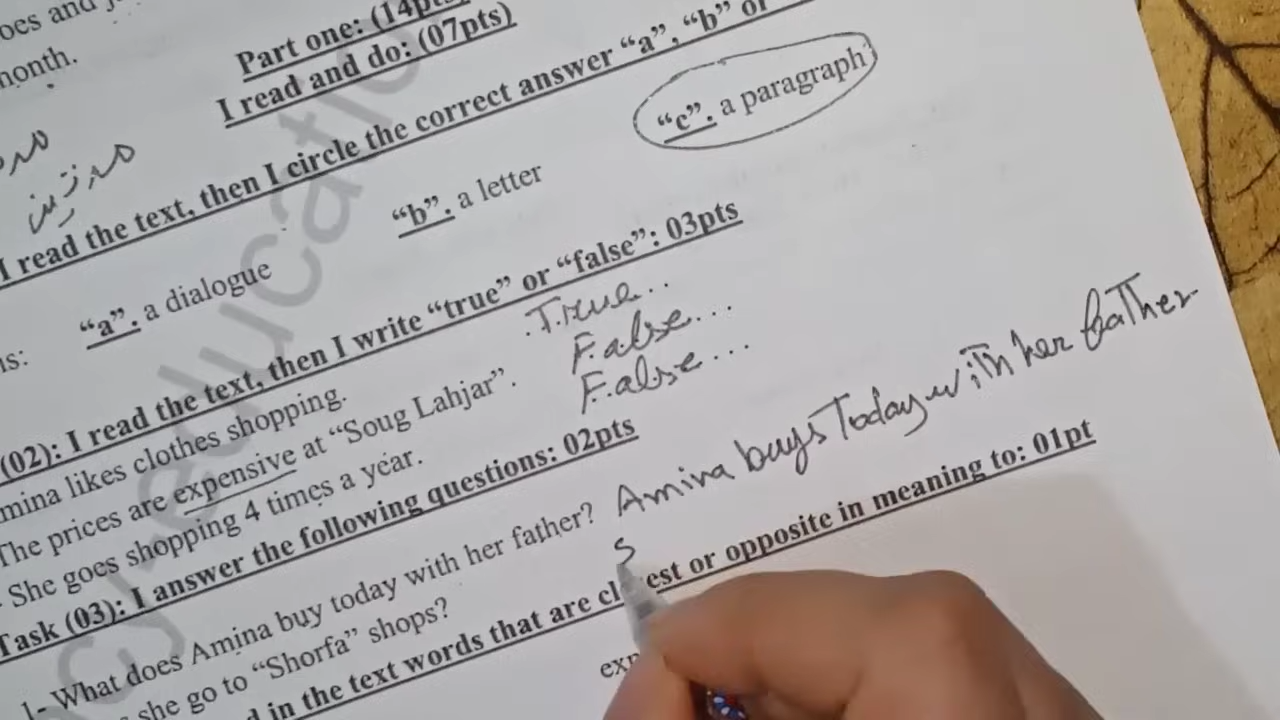 oes and
month.
Part one: (14pts)
I read and do: (07pts)
I read the text, then I circle the correct answer “a”, “b” or
“a”. a dialogue
“b”. a letter
“c”. a paragraph
(02): I read the text, then I write “true” or “false”: 03pts
mina likes clothes shopping. True
The prices are expensive at “Soug Lahjar”. False
She goes shopping 4 times a year. False
Task (03): I answer the following questions: 02pts
1- What does Amina buy today with her father? Amina buys Today with her father
she go to “Shorfa” shops? S
d in the text words that are cl est or opposite in meaning to: 01pt
exp
cyreducatio